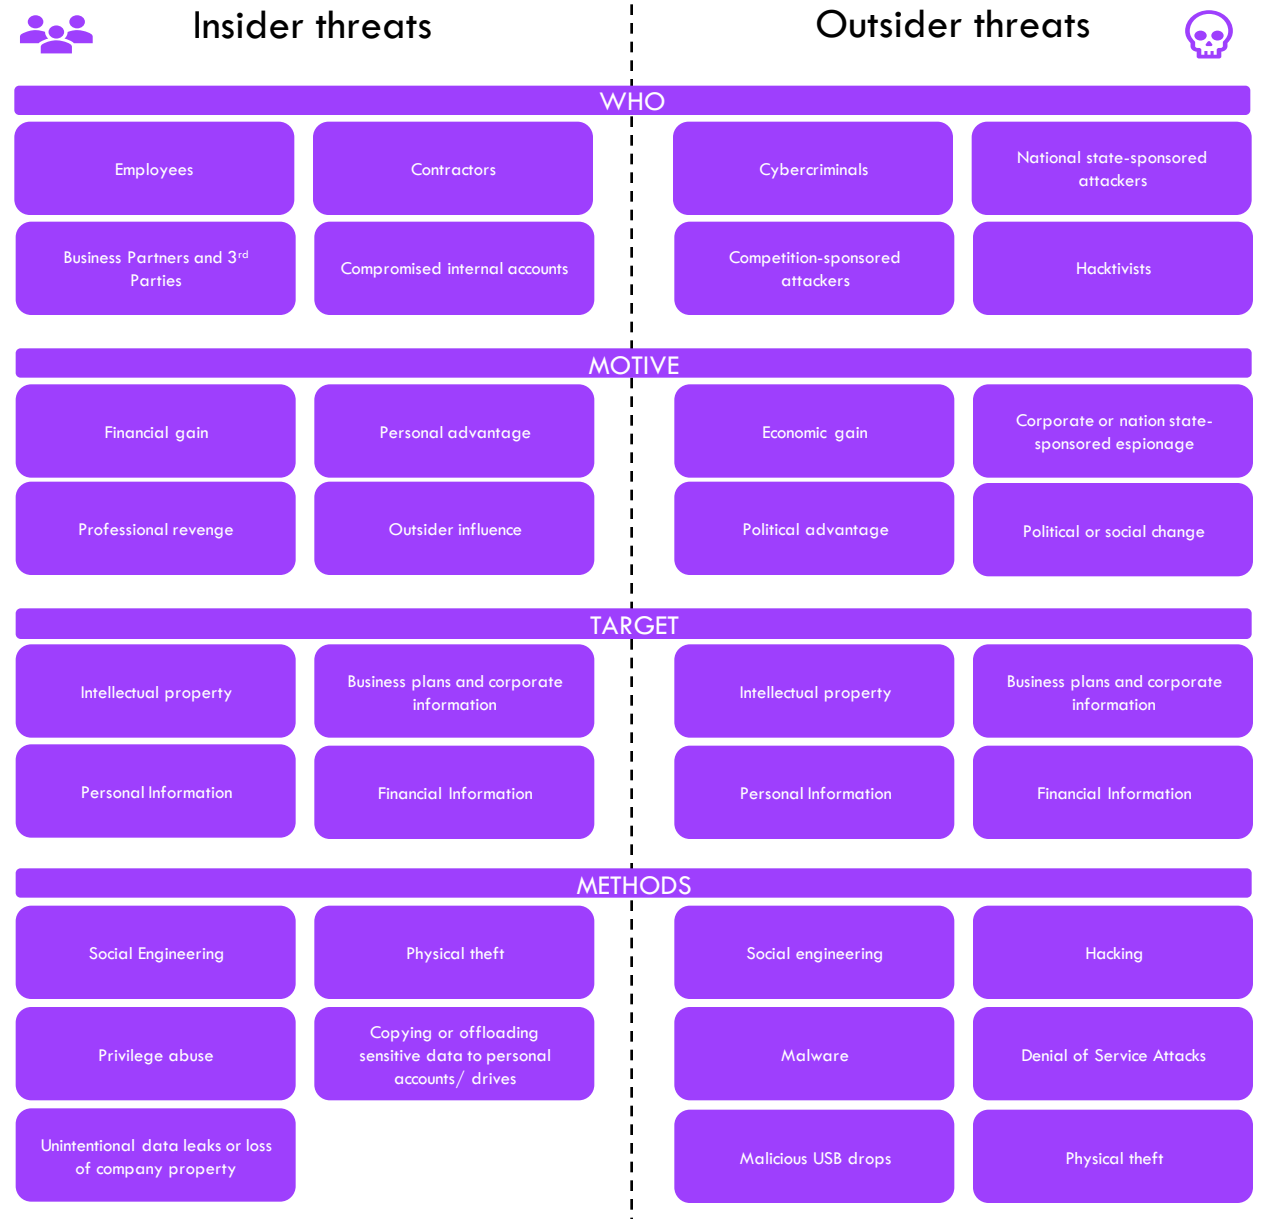 Insider threats
Outsider threats
WHO
Employees
Contractors
Cybercriminals
National state-sponsored
attackers
Business Partners and 3rd
Parties
Compromised internal accounts
Competition-sponsored
attackers
Hacktivists
MOTIVE
Financial gain
Personal advantage
Economic gain
Corporate or nation state-
sponsored espionage
Professional revenge
Outsider influence
Political advantage
Political or social change
TARGET
Intellectual property
Business plans and corporate
information
Intellectual property
Business plans and corporate
information
Personal Information
Financial Information
Personal Information
Financial Information
METHODS
Social Engineering
Physical theft
Social engineering
Hacking
Privilege abuse
Copying or offloading
sensitive data to personal
accounts/ drives
Malware
Denial of Service Attacks
Unintentional data leaks or loss
of company property
Malicious USB drops
Physical theft